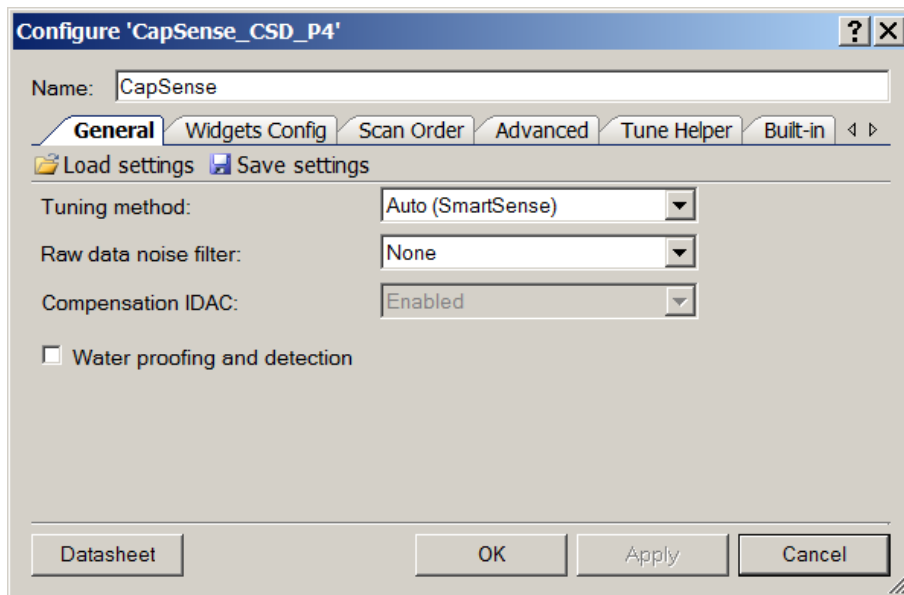 Configure 'CapSense_CSD_P4'
Name: CapSense
General Widgets Config Scan Order Advanced Tune Helper Built-in
Load settings Save settings
Tuning method: Auto (SmartSense)
Raw data noise filter: None
Compensation IDAC: Enabled
Water proofing and detection
Datasheet OK Apply Cancel